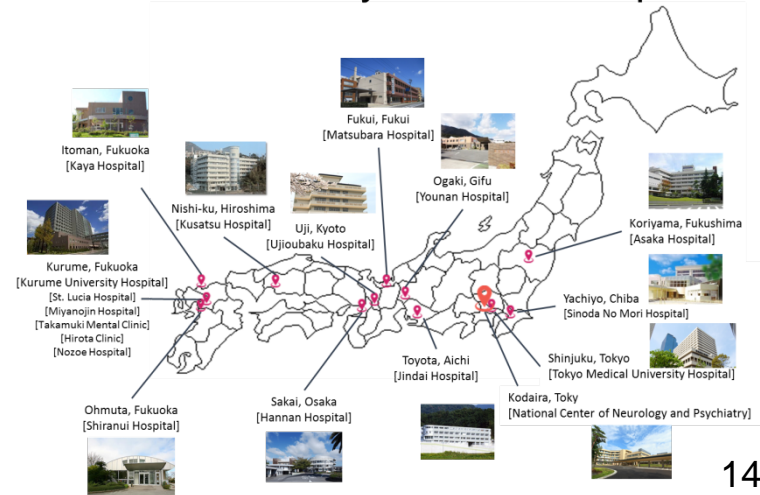 Fukui, Fukui
[Matsubara Hospital]
Itoman, Fukuoka
[Kaya Hospital]
Ogaki, Gifu
[Younan Hospital]
Nishi-ku, Hiroshima
[Kusatsu Hospital]
Uji, Kyoto
[Ujioubaku Hospital]
Koriyama, Fukushima
[Asaka Hospital]
Kurume, Fukuoka
[Kurume University Hospital]
[St. Lucia Hospital]
[Miyanojin Hospital]
[Takamuki Mental Clinic]
[Hirota Clinic]
[Nozoe Hospital]
Yachiyo, Chiba
[Sinoda No Mori Hospital]
Toyota, Aichi
[Jindai Hospital]
Shinjuku, Tokyo
[Tokyo Medical University Hospital]
Ohmuta, Fukuoka
[Shiranui Hospital]
Sakai, Osaka
[Hannan Hospital]
Kodaira, Toky
[National Center of Neurology and Psychiatry]
14